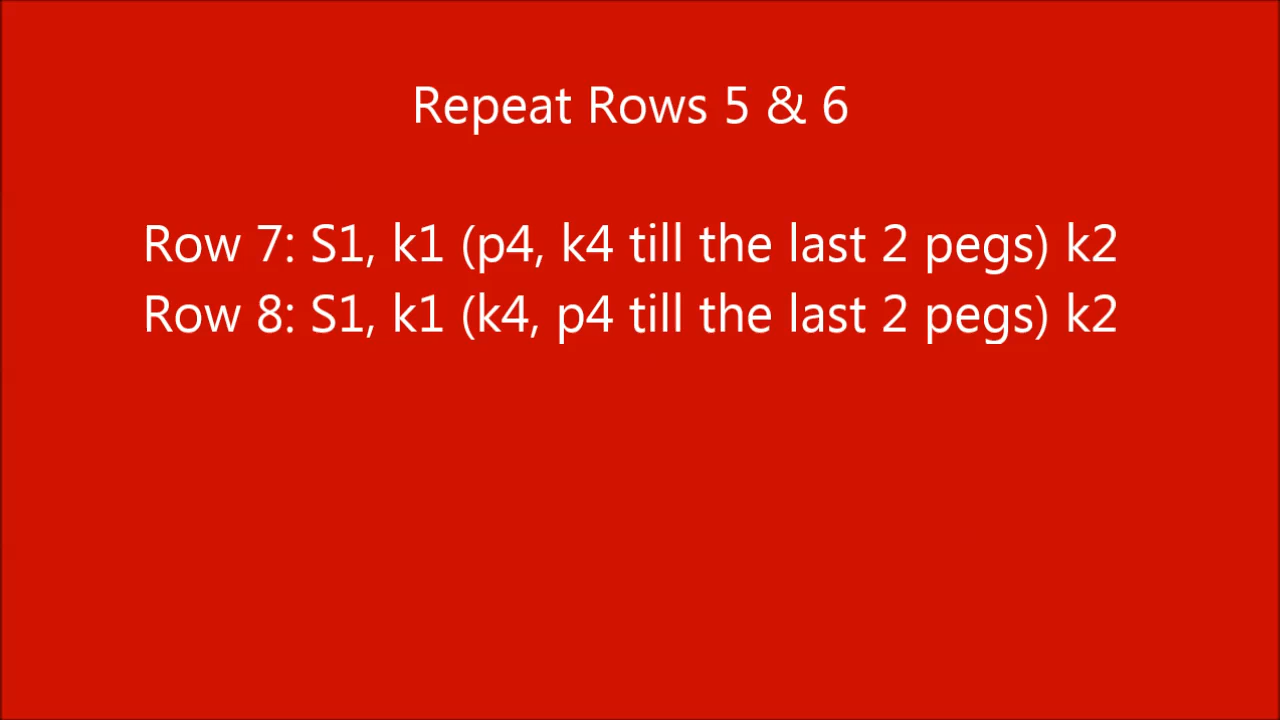 Repeat Rows 5 & 6
Row 7: S1, k1 (p4, k4 till the last 2 pegs) k2
Row 8: S1, k1 (k4, p4 till the last 2 pegs) k2